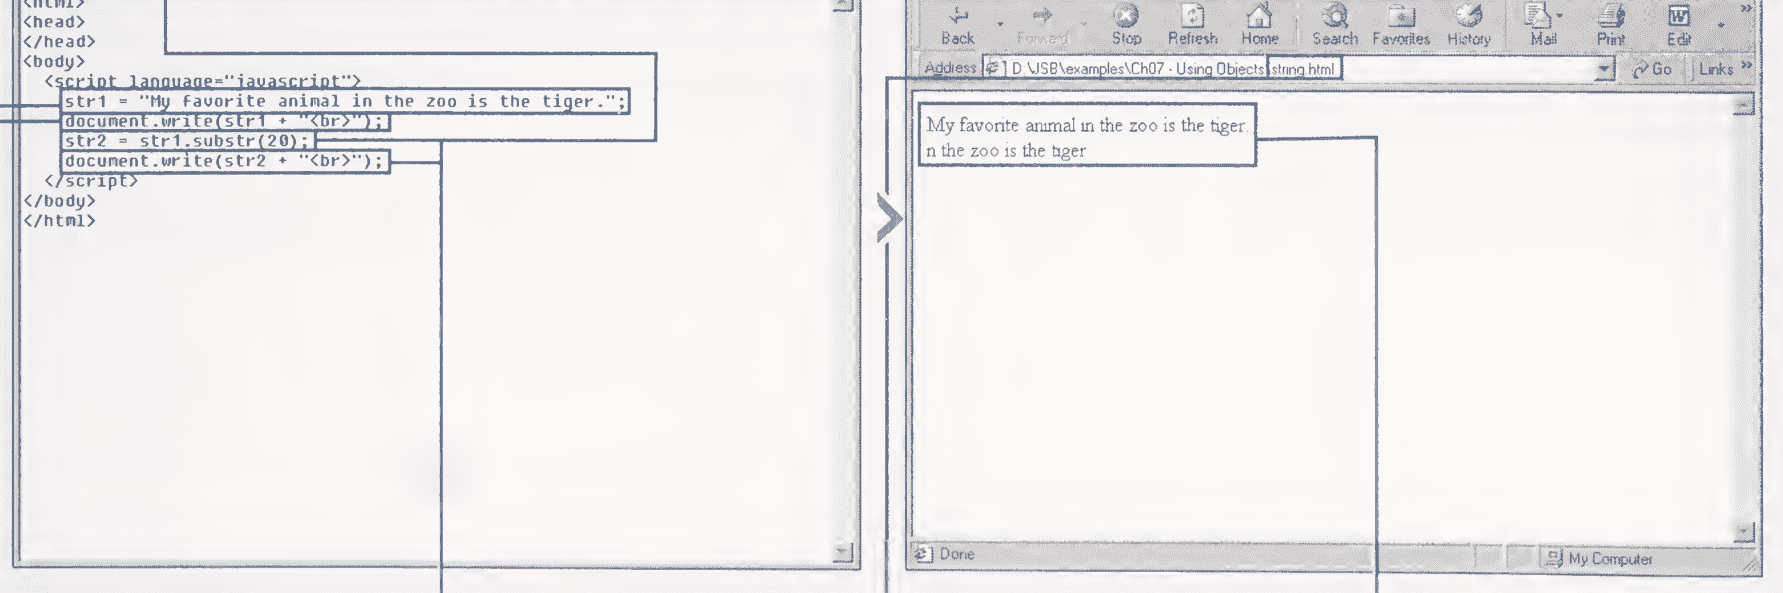 <html>
<head>
</head>
<body>
<script language="javascript">
str1 = "My favorite animal in the zoo is the tiger.";
document.write(str1 + "<br>");
str2 = str1.substr(20);
document.write(str2 + "<br>");
</script>
</body>
</html>
Back Forward Stop Refresh Home Search Favorites History Mail Print Edit »
Address D:\JSB\examples\Ch07 - Using Objects\string.html Go Links »
My favorite animal in the zoo is the tiger.
n the zoo is the tiger
Done My Computer